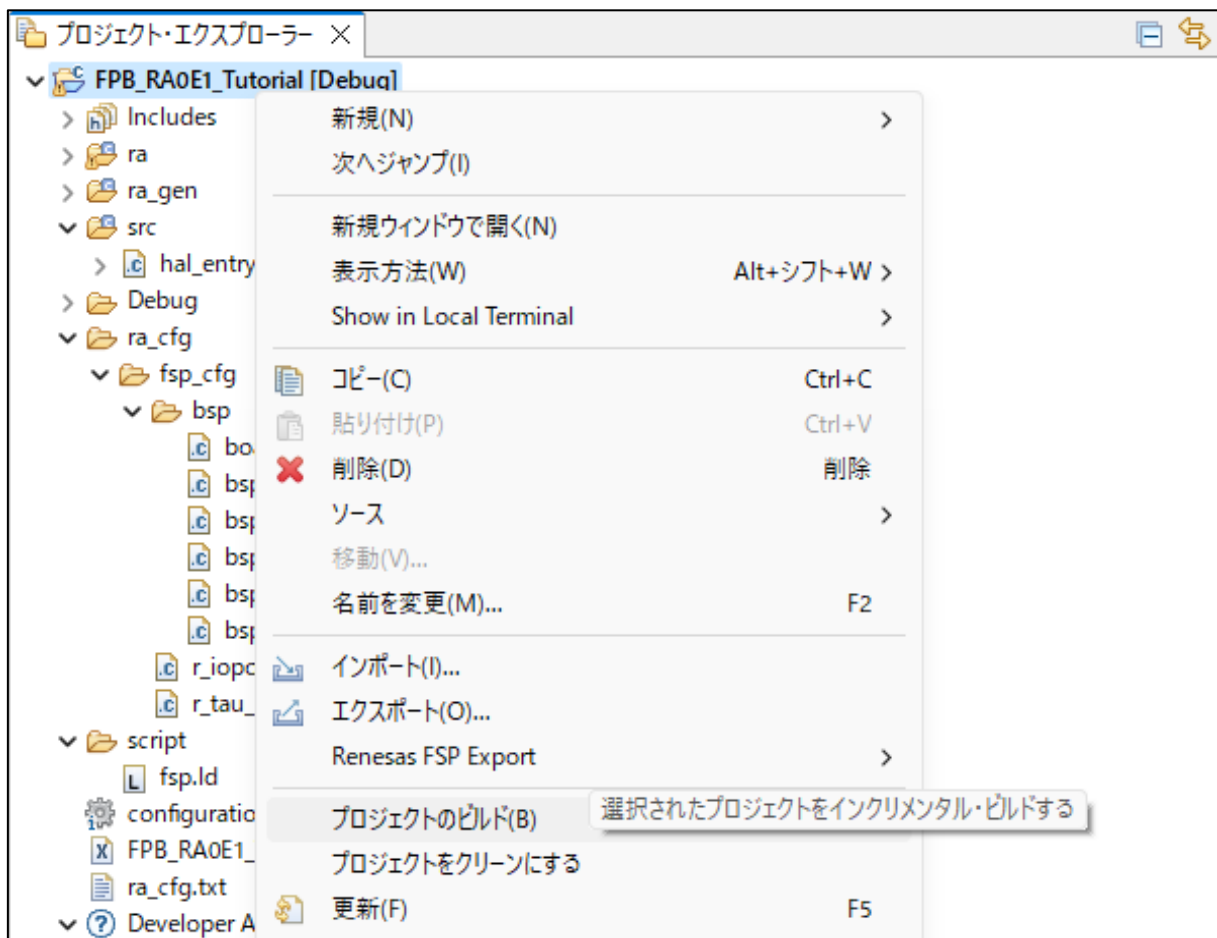 プロジェクト・エクスプローラー
FPB_RA0E1_Tutorial [Debug]
Includes
ra
ra_gen
src
hal_entry
Debug
ra_cfg
fsp_cfg
bsp
r_iopo
r_tau_
script
fsp.ld
configuratio
FPB_RA0E1_
ra_cfg.txt
Developer A
新規(N)
次へジャンプ(I)
新規ウィンドウで開く(N)
表示方法(W) Alt+シフト+W
Show in Local Terminal
コピー(C) Ctrl+C
貼り付け(P) Ctrl+V
削除(D) 削除
ソース
移動(V)...
名前を変更(M)... F2
インポート(I)...
エクスポート(O)...
Renesas FSP Export
プロジェクトのビルド(B)
選択されたプロジェクトをインクリメンタル・ビルドする
プロジェクトをクリーンにする
更新(F) F5